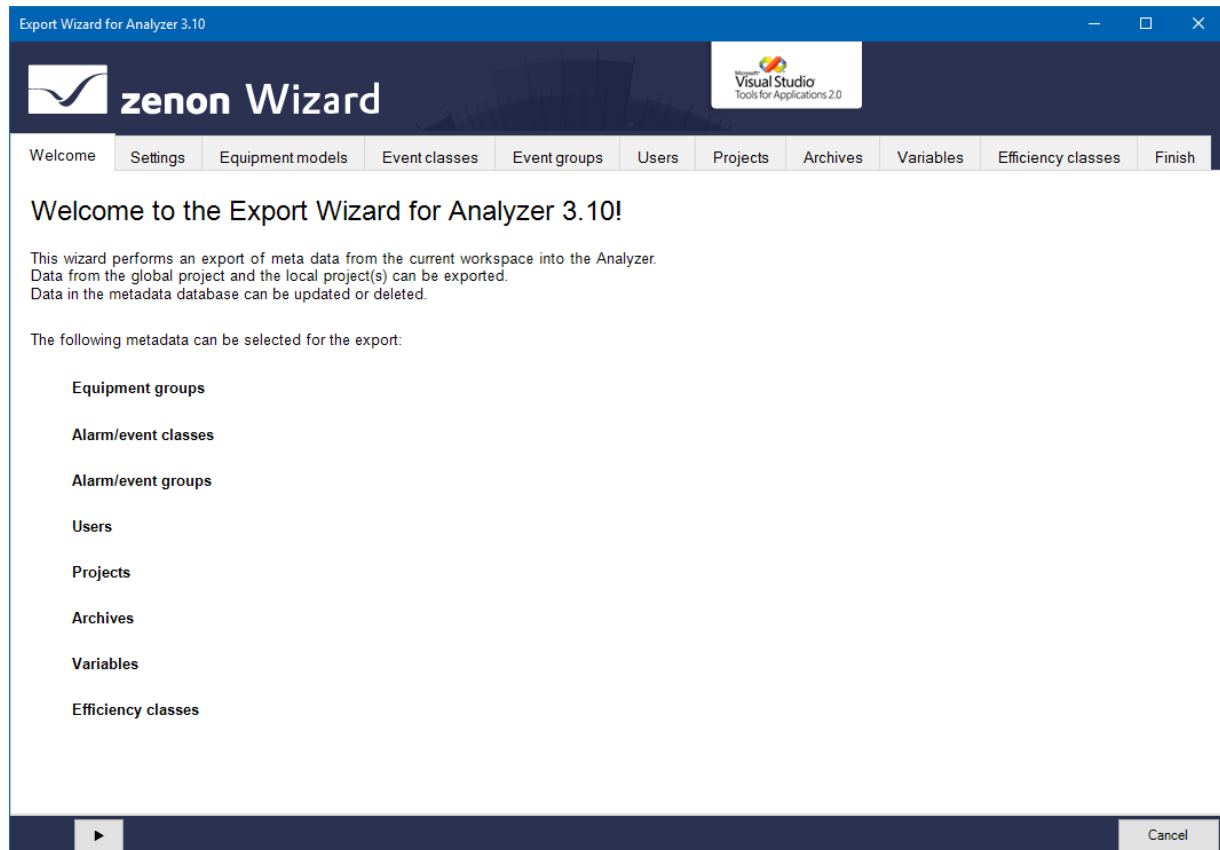 Export Wizard for Analyzer 3.10
zenon Wizard
Microsoft
Visual Studio
Tools for Applications 2.0
Welcome Settings Equipment models Event classes Event groups Users Projects Archives Variables Efficiency classes Finish
Welcome to the Export Wizard for Analyzer 3.10!
This wizard performs an export of meta data from the current workspace into the Analyzer.
Data from the global project and the local project(s) can be exported.
Data in the metadata database can be updated or deleted.
The following metadata can be selected for the export:
Equipment groups
Alarm/event classes
Alarm/event groups
Users
Projects
Archives
Variables
Efficiency classes
Cancel